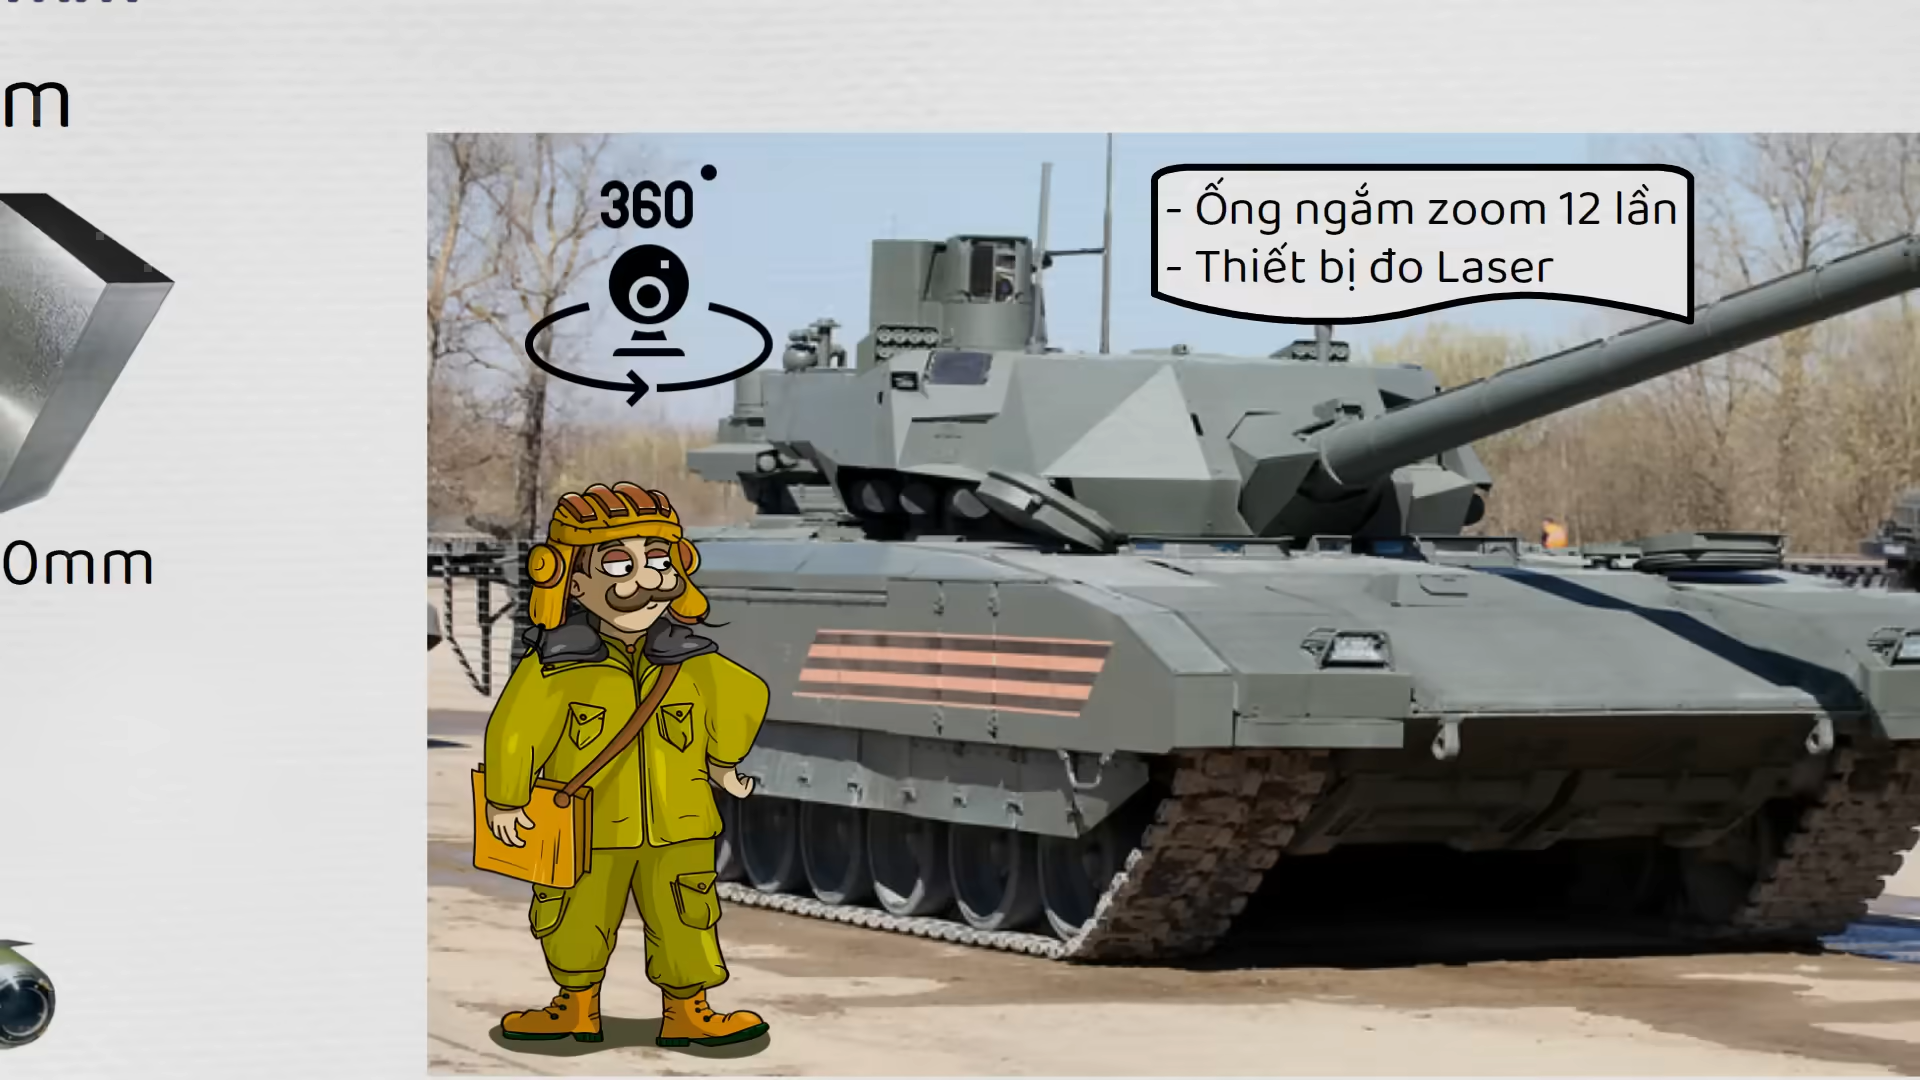 m
0mm
360°
- Ống ngắm zoom 12 lần
- Thiết bị đo Laser